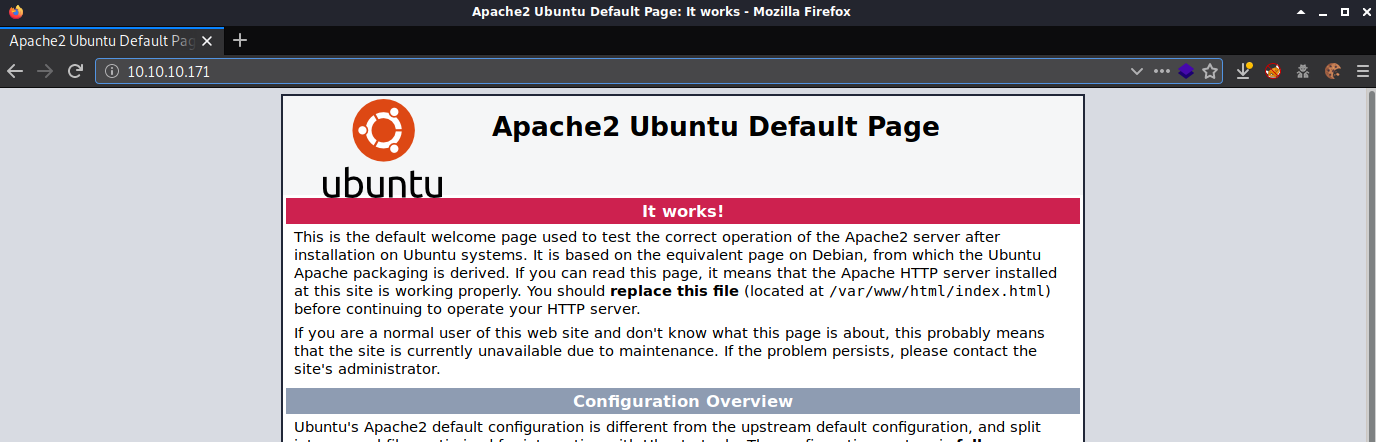 Apache2 Ubuntu Default Page: It works - Mozilla Firefox
Apache2 Ubuntu Default Pag
10.10.10.171
Apache2 Ubuntu Default Page
ubuntu
It works!
This is the default welcome page used to test the correct operation of the Apache2 server after
installation on Ubuntu systems. It is based on the equivalent page on Debian, from which the Ubuntu
Apache packaging is derived. If you can read this page, it means that the Apache HTTP server installed
at this site is working properly. You should replace this file (located at /var/www/html/index.html)
before continuing to operate your HTTP server.
If you are a normal user of this web site and don't know what this page is about, this probably means
that the site is currently unavailable due to maintenance. If the problem persists, please contact the
site's administrator.
Configuration Overview
Ubuntu's Apache2 default configuration is different from the upstream default configuration, and split